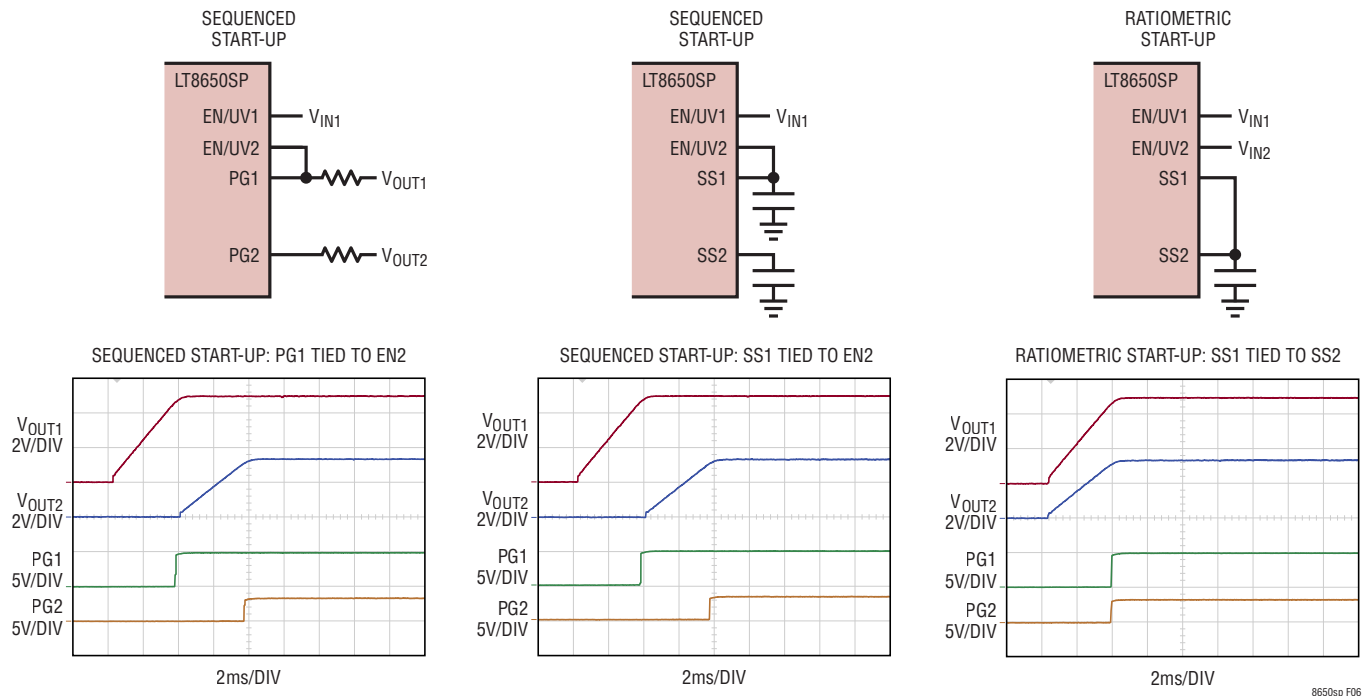 SEQUENCED
START-UP
LT8650SP
EN/UV1
VIN1
EN/UV2
PG1
VOUT1
PG2
VOUT2
SEQUENCED
START-UP
LT8650SP
EN/UV1
VIN1
EN/UV2
SS1
SS2
RATIOMETRIC
START-UP
LT8650SP
EN/UV1
VIN1
EN/UV2
VIN2
SS1
SS2
SEQUENCED START-UP: PG1 TIED TO EN2
VOUT1
2V/DIV
VOUT2
2V/DIV
PG1
5V/DIV
PG2
5V/DIV
2ms/DIV
SEQUENCED START-UP: SS1 TIED TO EN2
VOUT1
2V/DIV
VOUT2
2V/DIV
PG1
5V/DIV
PG2
5V/DIV
2ms/DIV
RATIOMETRIC START-UP: SS1 TIED TO SS2
VOUT1
2V/DIV
VOUT2
2V/DIV
PG1
5V/DIV
PG2
5V/DIV
2ms/DIV
8650sp F06